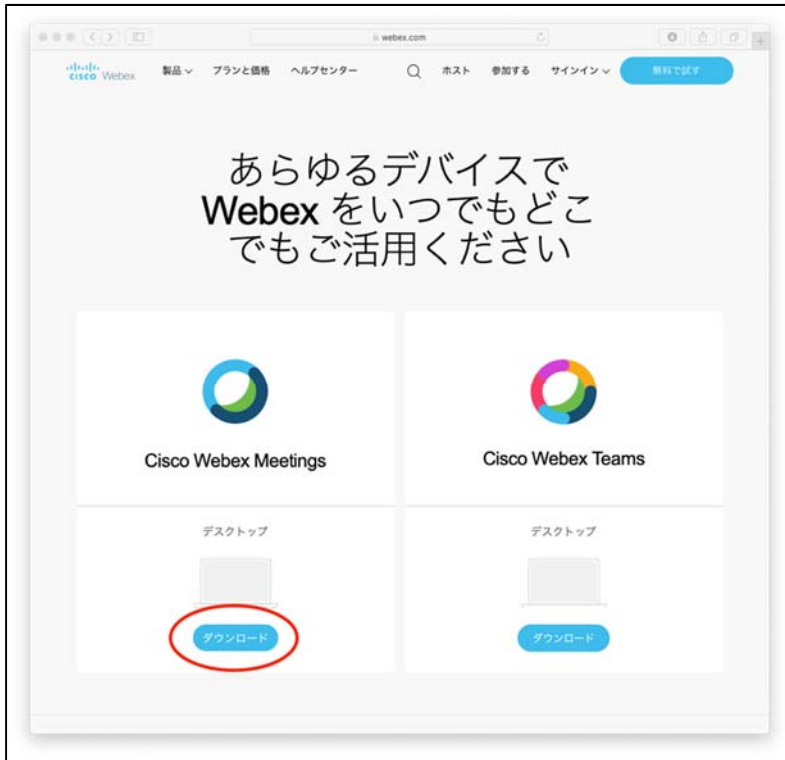 webex.com
CISCO Webex 製品 プランと価格 ヘルプセンター ホスト 参加する サインイン 無料で試す
あらゆるデバイスで
Webex をいつでもどこ
でもご活用ください
Cisco Webex Meetings
Cisco Webex Teams
デスクトップ
デスクトップ
ダウンロード
ダウンロード